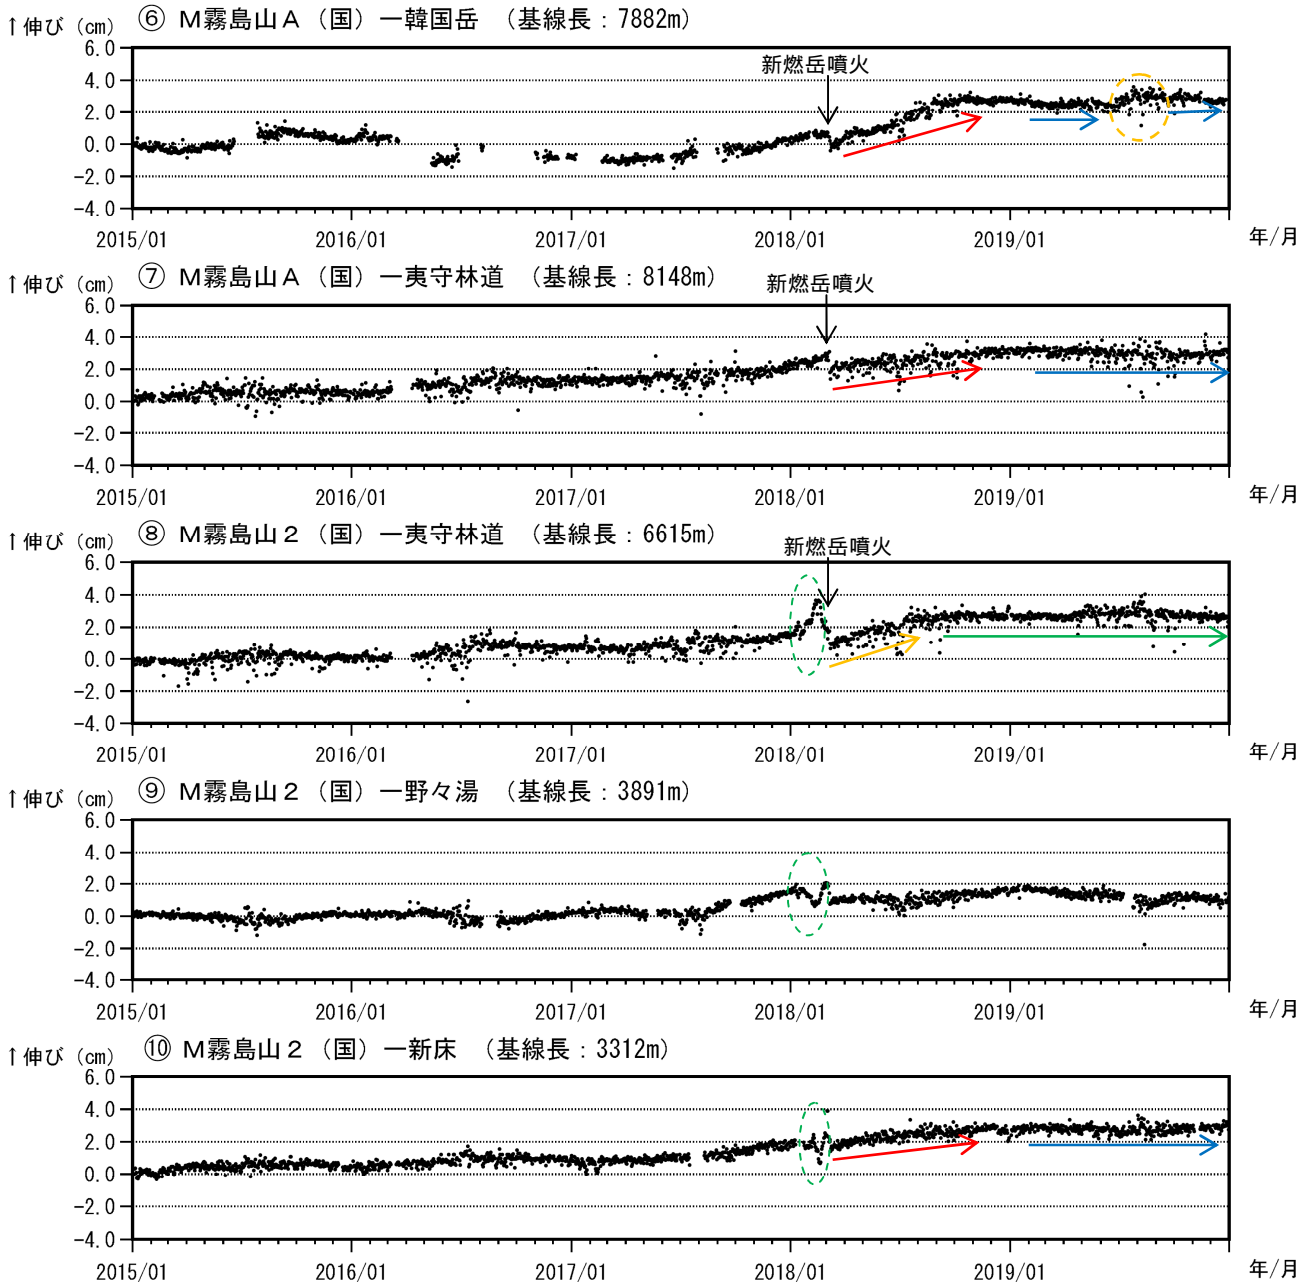 ↑伸び（cm） ⑥ Ｍ霧島山Ａ（国）－韓国岳 （基線長：7882m）
6.0
新燃岳噴火
4.0
2.0
0.0
-2.0
-4.0
2015/01 2016/01 2017/01 2018/01 2019/01 年/月
↑伸び（cm） ⑦ Ｍ霧島山Ａ（国）－夷守林道 （基線長：8148m）
新燃岳噴火
6.0
4.0
2.0
0.0
-2.0
-4.0
2015/01 2016/01 2017/01 2018/01 2019/01 年/月
↑伸び（cm） ⑧ Ｍ霧島山２（国）－夷守林道 （基線長：6615m）
新燃岳噴火
6.0
4.0
2.0
0.0
-2.0
-4.0
2015/01 2016/01 2017/01 2018/01 2019/01 年/月
↑伸び（cm） ⑨ Ｍ霧島山２（国）－野々湯 （基線長：3891m）
6.0
4.0
2.0
0.0
-2.0
-4.0
2015/01 2016/01 2017/01 2018/01 2019/01 年/月
↑伸び（cm） ⑩ Ｍ霧島山２（国）－新床 （基線長：3312m）
6.0
4.0
2.0
0.0
-2.0
-4.0
2015/01 2016/01 2017/01 2018/01 2019/01 年/月